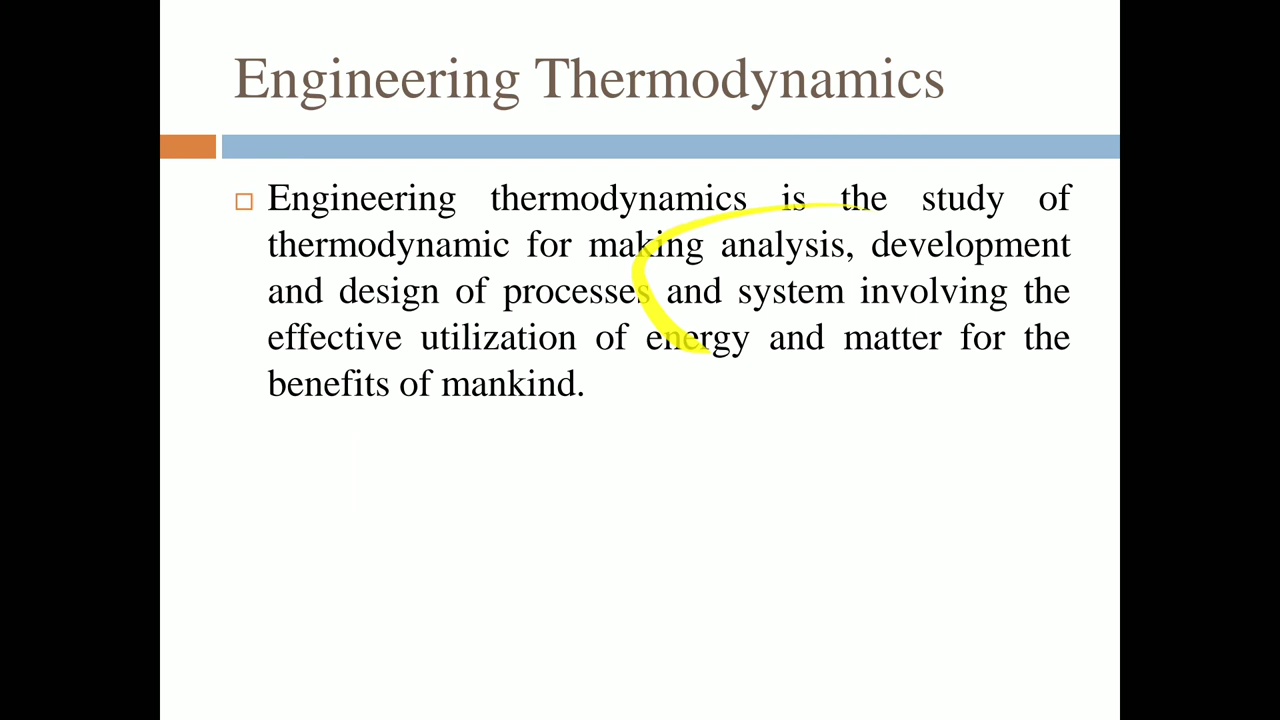 Engineering Thermodynamics
Engineering thermodynamics is the study of
thermodynamic for making analysis, development
and design of processes and system involving the
effective utilization of energy and matter for the
benefits of mankind.